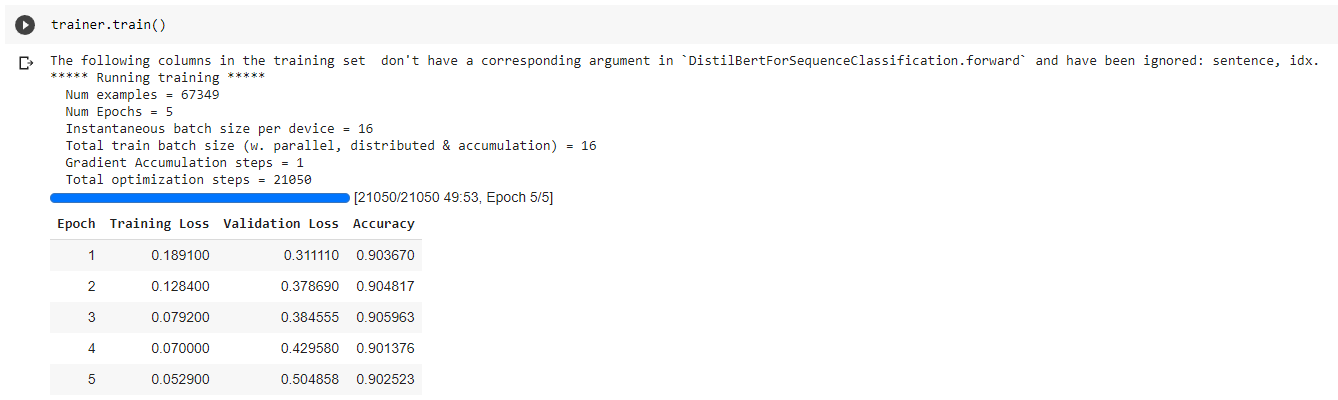 trainer.train()
The following columns in the training set  don't have a corresponding argument in `DistilBertForSequenceClassification.forward` and have been ignored: sentence, idx.
***** Running training *****
  Num examples = 67349
  Num Epochs = 5
  Instantaneous batch size per device = 16
  Total train batch size (w. parallel, distributed & accumulation) = 16
  Gradient Accumulation steps = 1
  Total optimization steps = 21050
[21050/21050 49:53, Epoch 5/5]
Epoch Training Loss Validation Loss Accuracy
1 0.189100 0.311110 0.903670
2 0.128400 0.378690 0.904817
3 0.079200 0.384555 0.905963
4 0.070000 0.429580 0.901376
5 0.052900 0.504858 0.902523